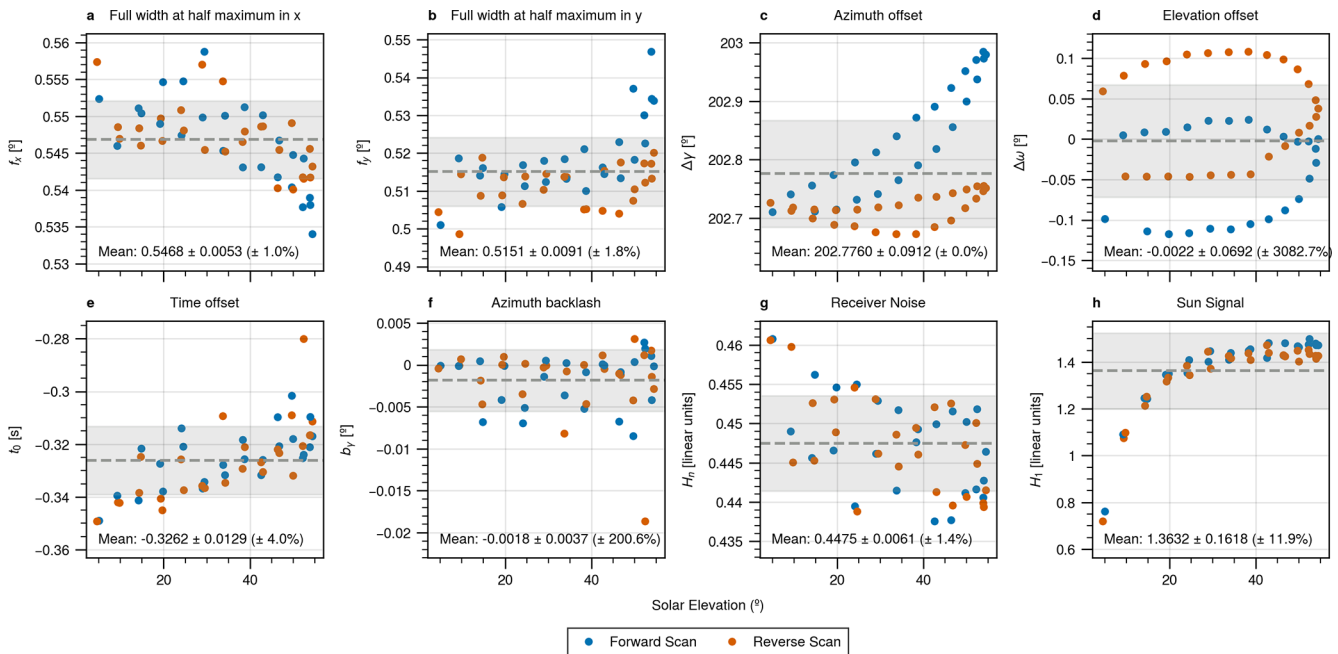 a Full width at half maximum in x
b Full width at half maximum in y
c Azimuth offset
d Elevation offset
0.56
0.555
0.55
0.545
0.54
0.535
0.53
fx [º]
Mean: 0.5468 ± 0.0053 (± 1.0%)
0.55
0.54
0.53
0.52
0.51
0.5
0.49
fy [º]
Mean: 0.5151 ± 0.0091 (± 1.8%)
203
202.9
202.8
202.7
Δγ [º]
Mean: 202.7760 ± 0.0912 (± 0.0%)
0.1
0.05
0
−0.05
−0.1
−0.15
Δω [º]
Mean: -0.0022 ± 0.0692 (± 3082.7%)
e Time offset
f Azimuth backlash
g Receiver Noise
h Sun Signal
−0.28
−0.3
−0.32
−0.34
−0.36
t0 [s]
Mean: -0.3262 ± 0.0129 (± 4.0%)
20
40
0.005
0
−0.005
−0.01
−0.015
−0.02
bγ [º]
Mean: -0.0018 ± 0.0037 (± 200.6%)
20
40
0.46
0.455
0.45
0.445
0.44
0.435
Hn [linear units]
Mean: 0.4475 ± 0.0061 (± 1.4%)
20
40
1.4
1.2
1
0.8
0.6
H1 [linear units]
Mean: 1.3632 ± 0.1618 (± 11.9%)
20
40
Solar Elevation (º)
Forward Scan
Reverse Scan